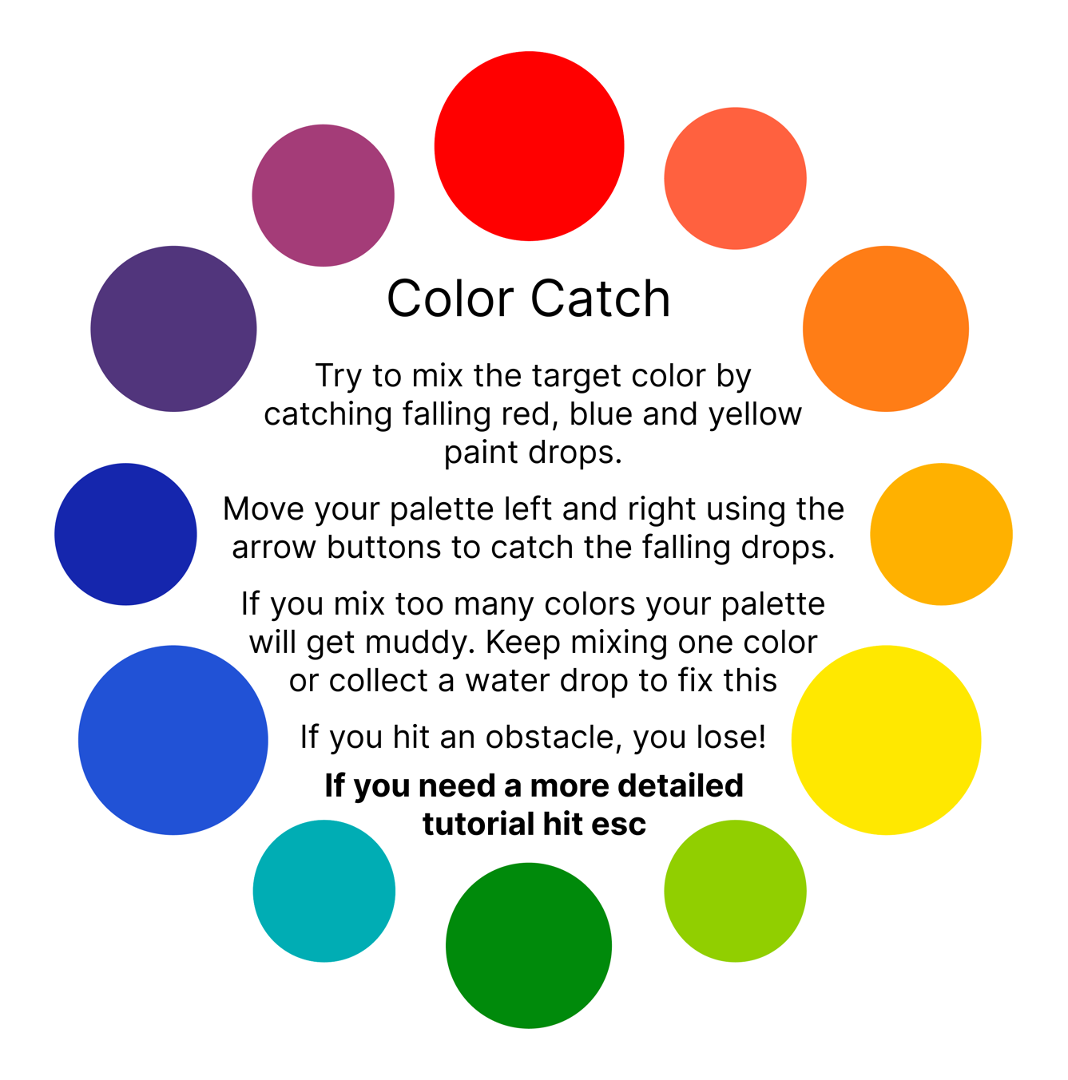 Color Catch
Try to mix the target color by
catching falling red, blue and yellow
paint drops.
Move your palette left and right using the
arrow buttons to catch the falling drops.
If you mix too many colors your palette
will get muddy. Keep mixing one color
or collect a water drop to fix this
If you hit an obstacle, you lose!
If you need a more detailed
tutorial hit esc